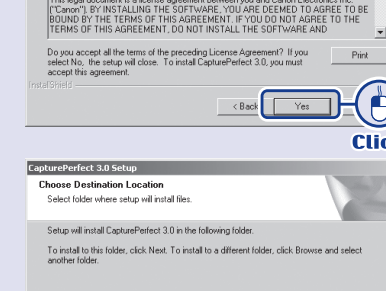 This legal document is a license agreement between you and Canon Electronics Inc.
("Canon"). BY INSTALLING THE SOFTWARE, YOU ARE DEEMED TO AGREE TO BE
BOUND BY THE TERMS OF THIS AGREEMENT. IF YOU DO NOT AGREE TO THE
TERMS OF THIS AGREEMENT, DO NOT INSTALL THE SOFTWARE AND
Do you accept all the terms of the preceding License Agreement? If you
select No, the setup will close. To install CapturePerfect 3.0, you must
accept this agreement.
Print
InstallShield
< Back
Yes
Clic
CapturePerfect 3.0 Setup
Choose Destination Location
Select folder where setup will install files.
Setup will install CapturePerfect 3.0 in the following folder.
To install to this folder, click Next. To install to a different folder, click Browse and select
another folder.